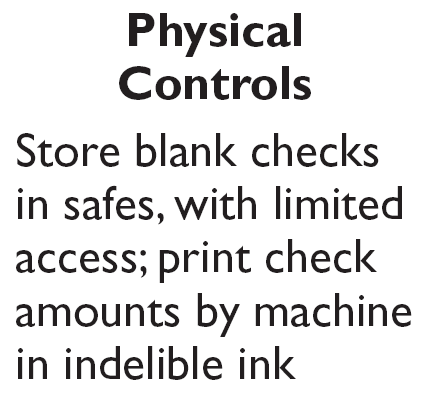 Physical
Controls
Store blank checks
in safes, with limited
access; print check
amounts by machine
in indelible ink